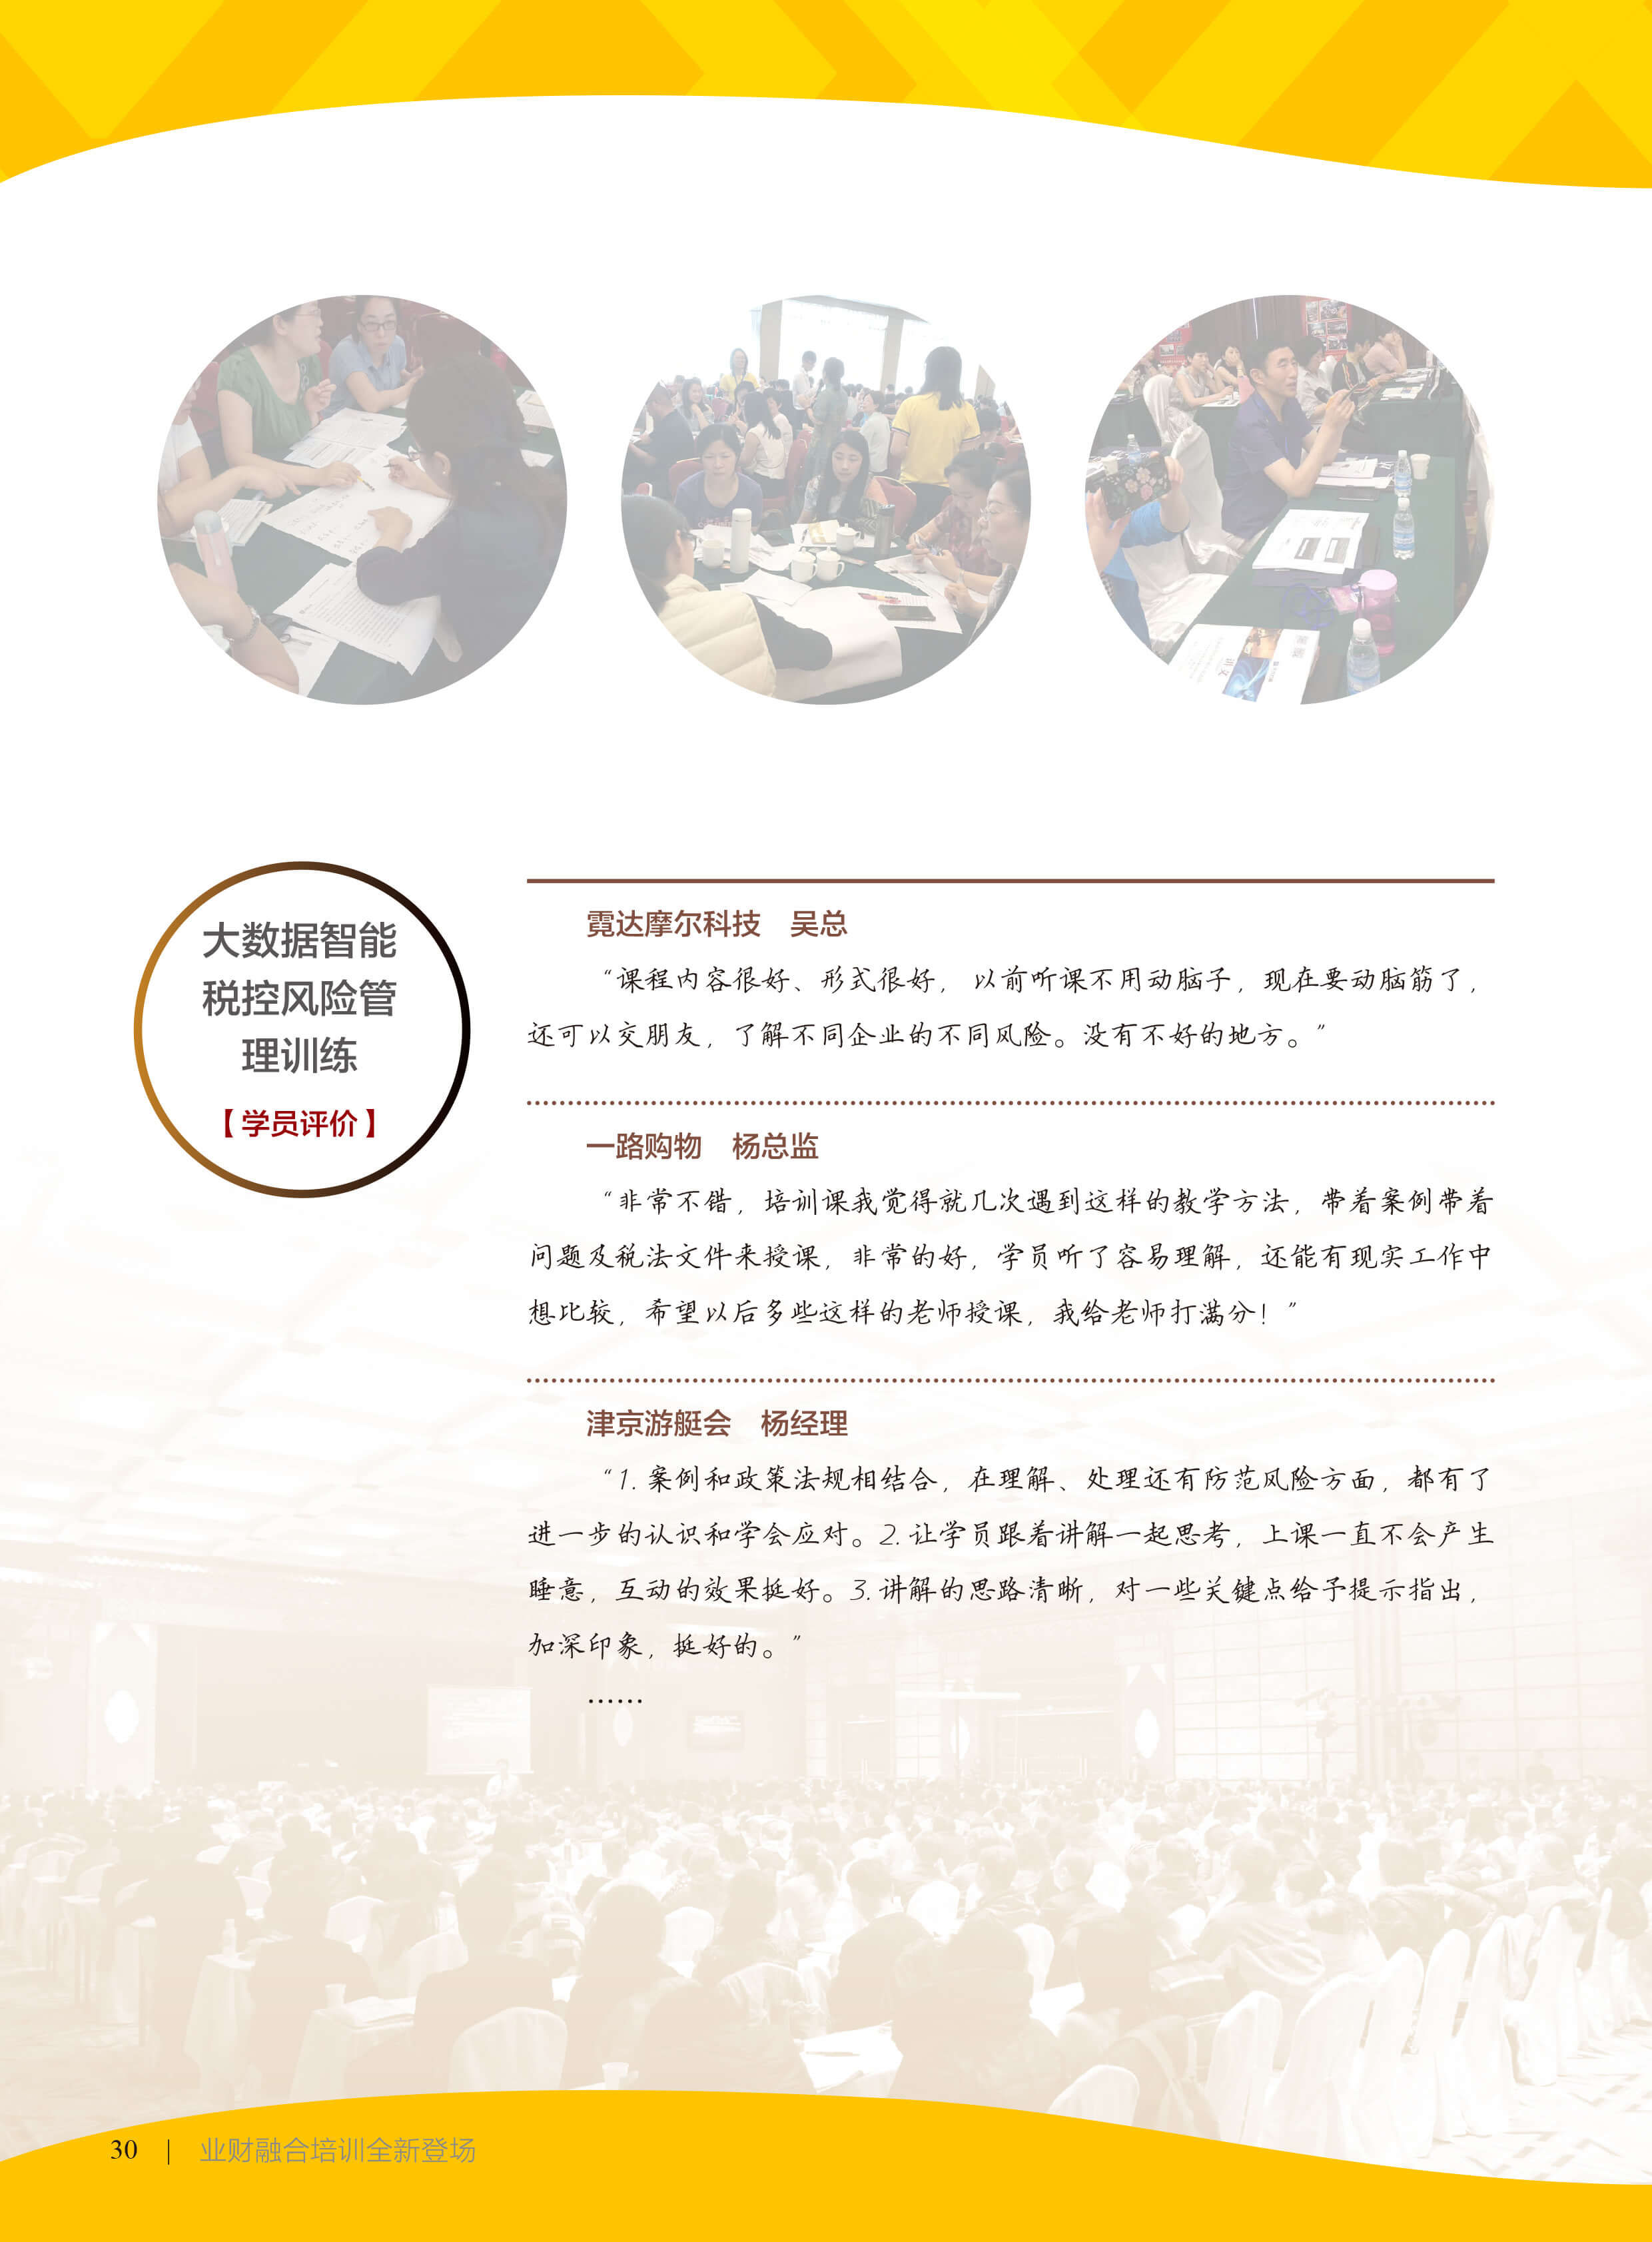 大数据智能
税控风险管
理训练
【学员评价】
霓达摩尔科技　吴总
“课程内容很好、形式很好，以前听课不用动脑子，现在要动脑筋了，
还可以交朋友，了解不同企业的不同风险。没有不好的地方。”
一路购物　杨总监
“非常不错，培训课我觉得就几次遇到这样的教学方法，带着案例带着
问题及税法文件来授课，非常的好，学员听了容易理解，还能有现实工作中
想比较，希望以后多些这样的老师授课，我给老师打满分！”
津京游艇会　杨经理
“1. 案例和政策法规相结合，在理解、处理还有防范风险方面，都有了
进一步的认识和学会应对。2. 让学员跟着讲解一起思考，上课一直不会产生
睡意，互动的效果挺好。3. 讲解的思路清晰，对一些关键点给予提示指出，
加深印象，挺好的。”
……
30 | 业财融合培训全新登场